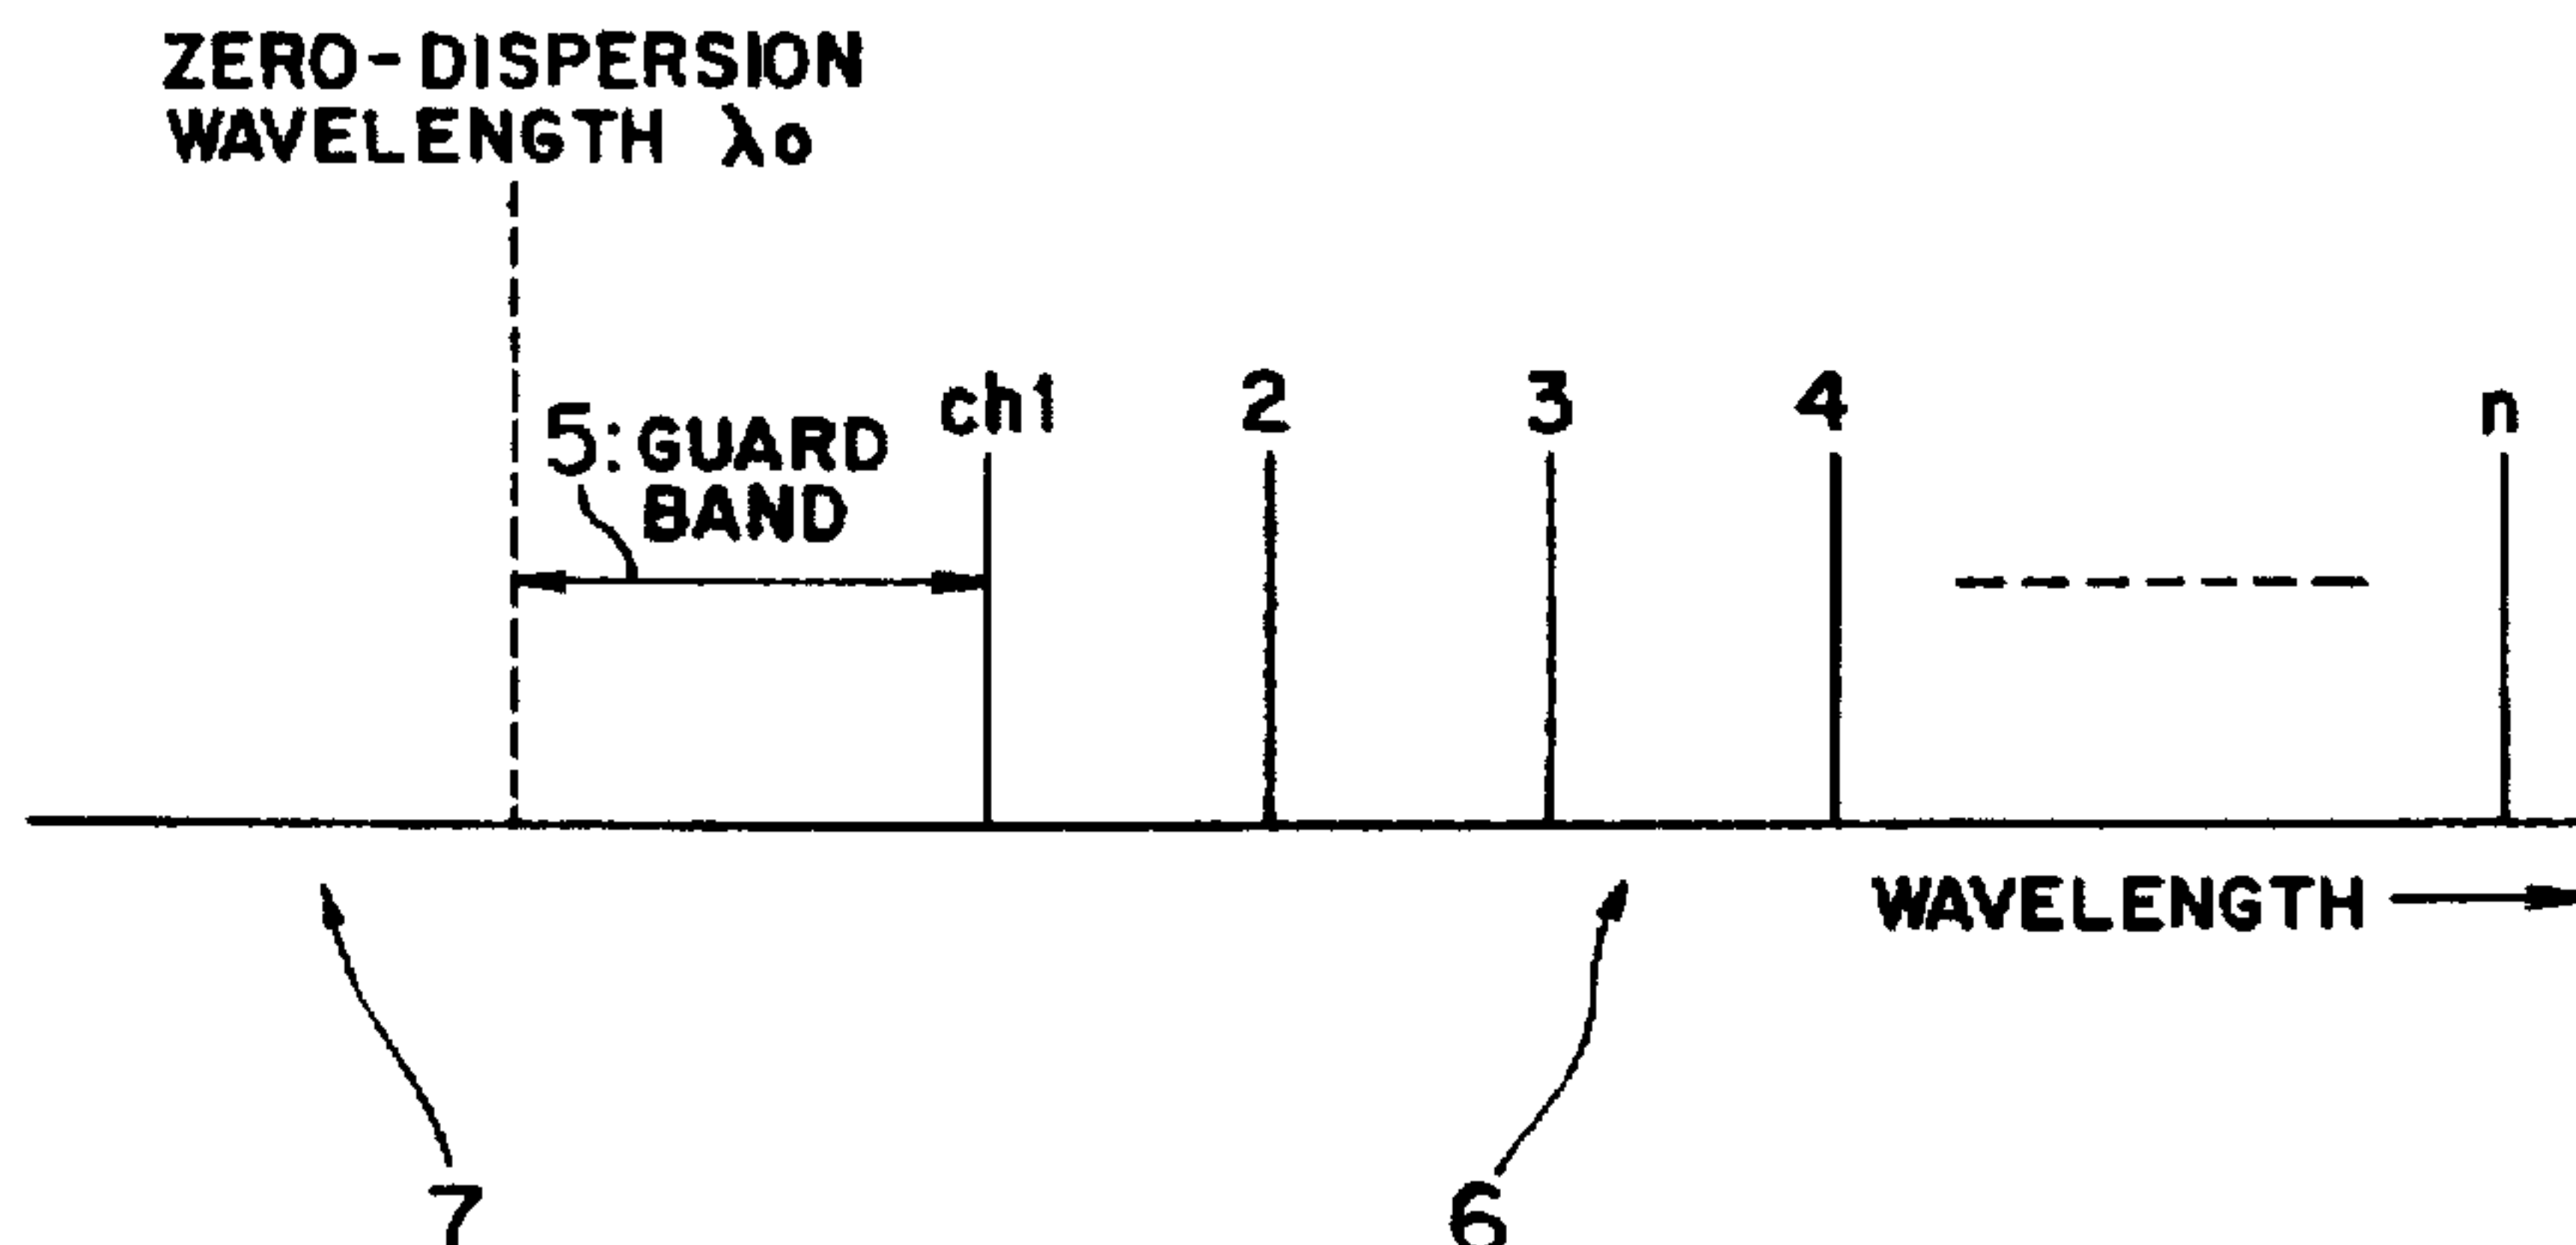 ZERO-DISPERSION
WAVELENGTH λo
ch1 2 3 4 n
5: GUARD
BAND
WAVELENGTH
7 6